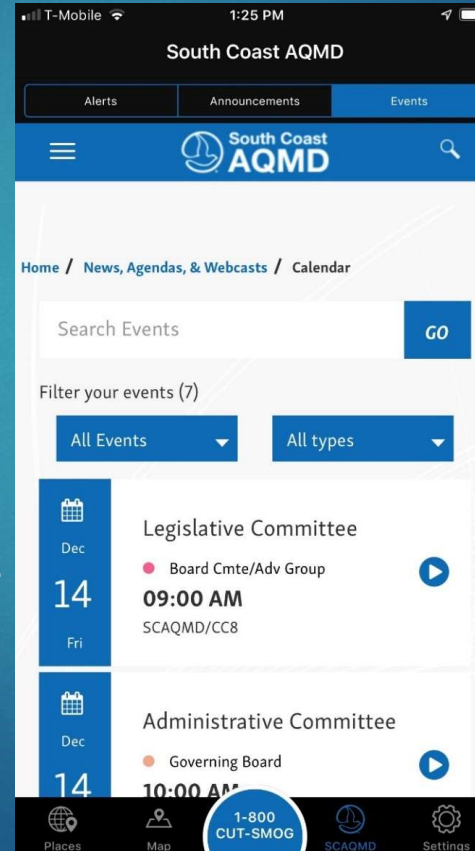 T-Mobile 1:25 PM
South Coast AQMD
Alerts Announcements Events
South Coast
AQMD
Home / News, Agendas, & Webcasts / Calendar
Search Events GO
Filter your events (7)
All Events All types
Dec
14
Fri
Legislative Committee
Board Cmte/Adv Group
09:00 AM
SCAQMD/CC8
Dec
14
Administrative Committee
Governing Board
10:00 AM
1-800
CUT-SMOG
Places Map SCAQMD Settings